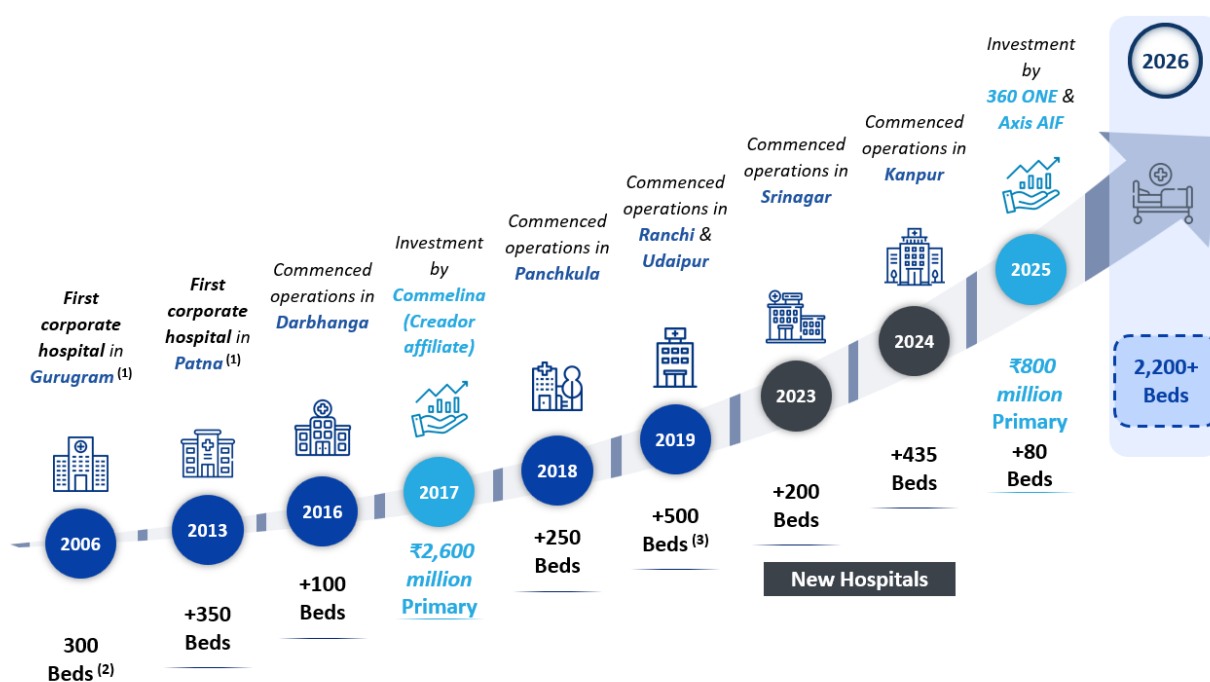 First
corporate
hospital in
Gurugram (1)
2006
300
Beds (2)
First
corporate
hospital in
Patna (1)
2013
+350
Beds
Commenced
operations in
Darbhanga
2016
+100
Beds
Investment
by
Commelina
(Creador
affiliate)
2017
₹2,600
million
Primary
Commenced
operations in
Panchkula
2018
+250
Beds
Commenced
operations in
Ranchi &
Udaipur
2019
+500
Beds (3)
Commenced
operations in
Srinagar
2023
+200
Beds
Commenced
operations in
Kanpur
2024
+435
Beds
New Hospitals
Investment
by
360 ONE &
Axis AIF
2025
₹800
million
Primary
+80
Beds
2026
2,200+
Beds